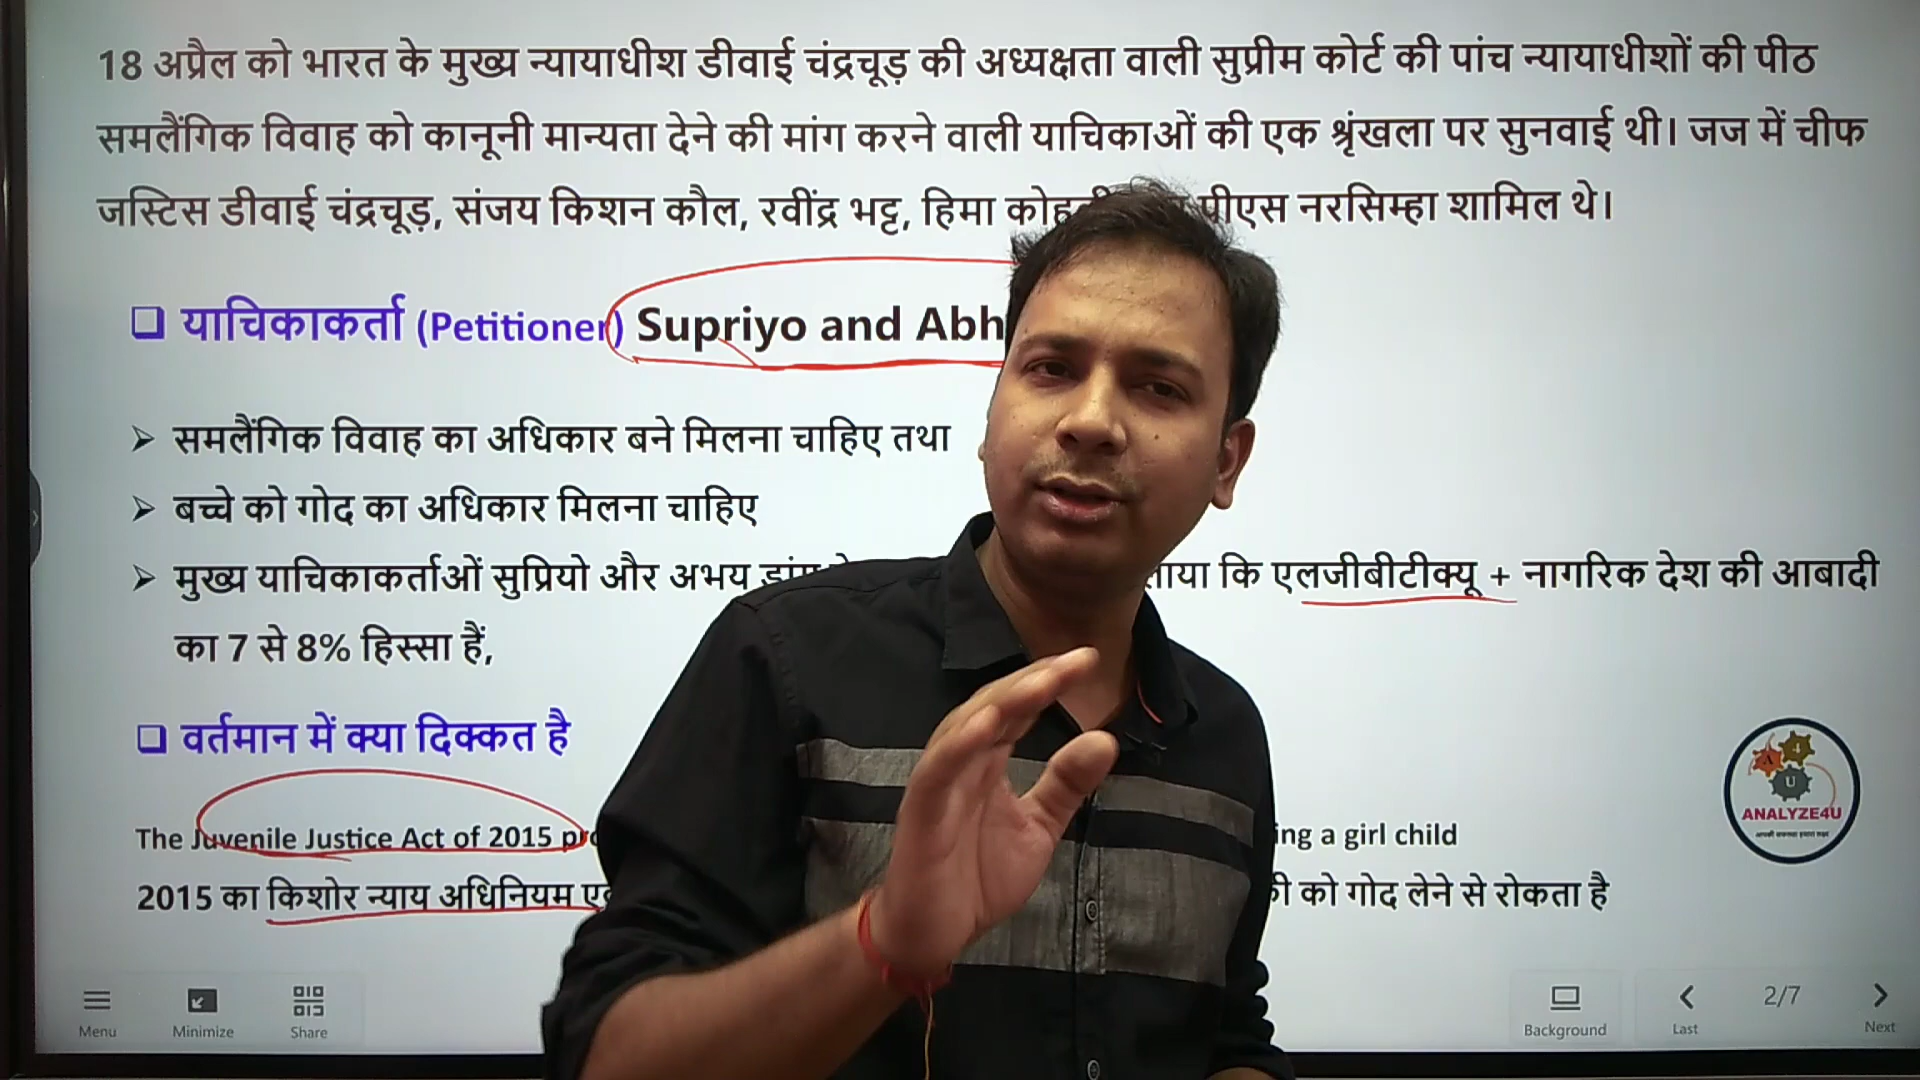 18 अप्रैल को भारत के मुख्य न्यायाधीश डीवाई चंद्रचूड़ की अध्यक्षता वाली सुप्रीम कोर्ट की पांच न्यायाधीशों की पीठ
समलैंगिक विवाह को कानूनी मान्यता देने की मांग करने वाली याचिकाओं की एक श्रृंखला पर सुनवाई थी। जज में चीफ
जस्टिस डीवाई चंद्रचूड़, संजय किशन कौल, रवींद्र भट्ट, हिमा पीएस नरसिम्हा शामिल थे।
याचिकाकर्ता (Petitioner) Supriyo and
समलैंगिक विवाह का अधिकार बने मिलना चाहिए तथा
बच्चे को गोद का अधिकार मिलना चाहिए
मुख्य याचिकाकर्ताओं सुप्रियो और अभय कि एलजीबीटीक्यू + नागरिक देश की आबादी
का 7 से 8% हिस्सा हैं,
वर्तमान में क्या दिक्कत है
The Juvenile Justice Act of 2015 a girl child
2015 का किशोर न्याय अधिनियम को गोद लेने से रोकता है
A 4 U
ANALYZE4U
Menu
Minimize
Share
Background
Last
2/7
Next